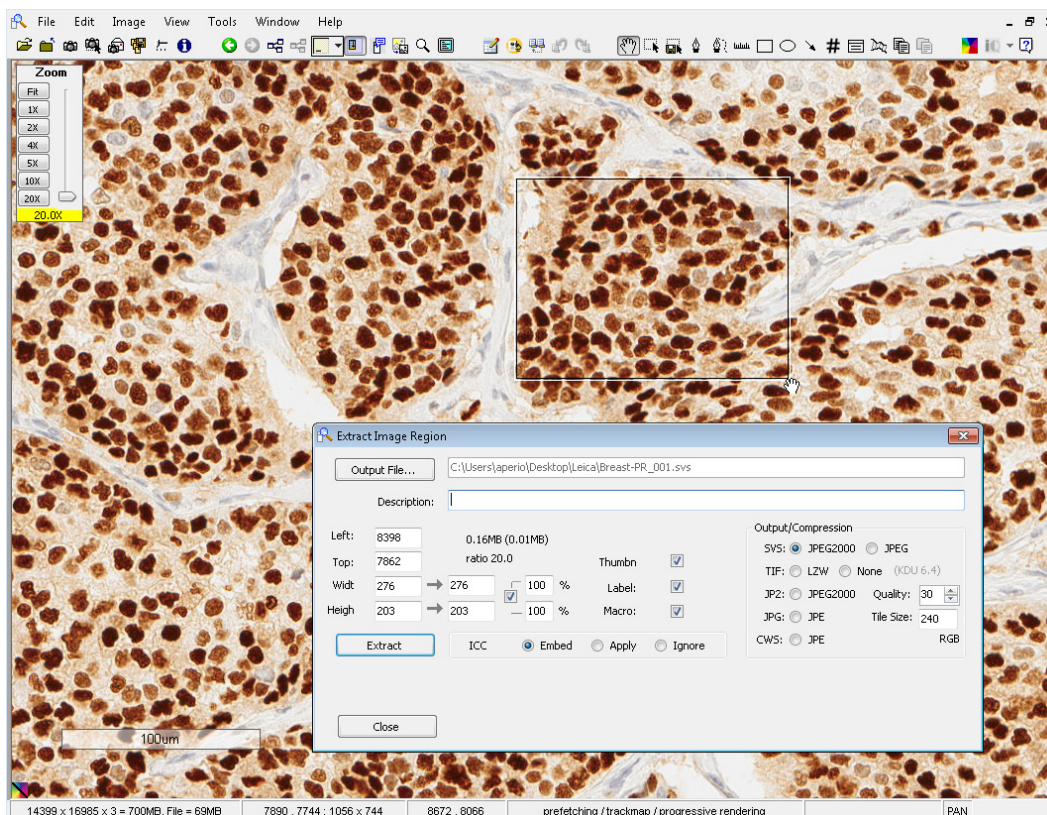 File Edit Image View Tools Window Help
Zoom
Fit
1X
2X
4X
5X
10X
20X
20.0X
Extract Image Region
Output File... C:\Users\aperio\Desktop\Leica\Breast-PR_001.svs
Description:
Left: 8398 0.16MB (0.01MB)
Top: 7862 ratio 20.0
Widt 276 276 100 %
Heigh 203 203 100 %
Thumbn
Label:
Macro:
Output/Compression
SVS: JPEG2000 JPEG
TIF: LZW None (KDU 6.4)
JP2: JPEG2000 Quality: 30
JPG: JPE Tile Size: 240
CWS: JPE RGB
Extract ICC Embed Apply Ignore
Close
100um
14399 x 16985 x 3 = 700MB, File = 69MB 7890 , 7744 : 1056 x 744 8672 , 8066 prefetching / trackmap / progressive rendering PAN